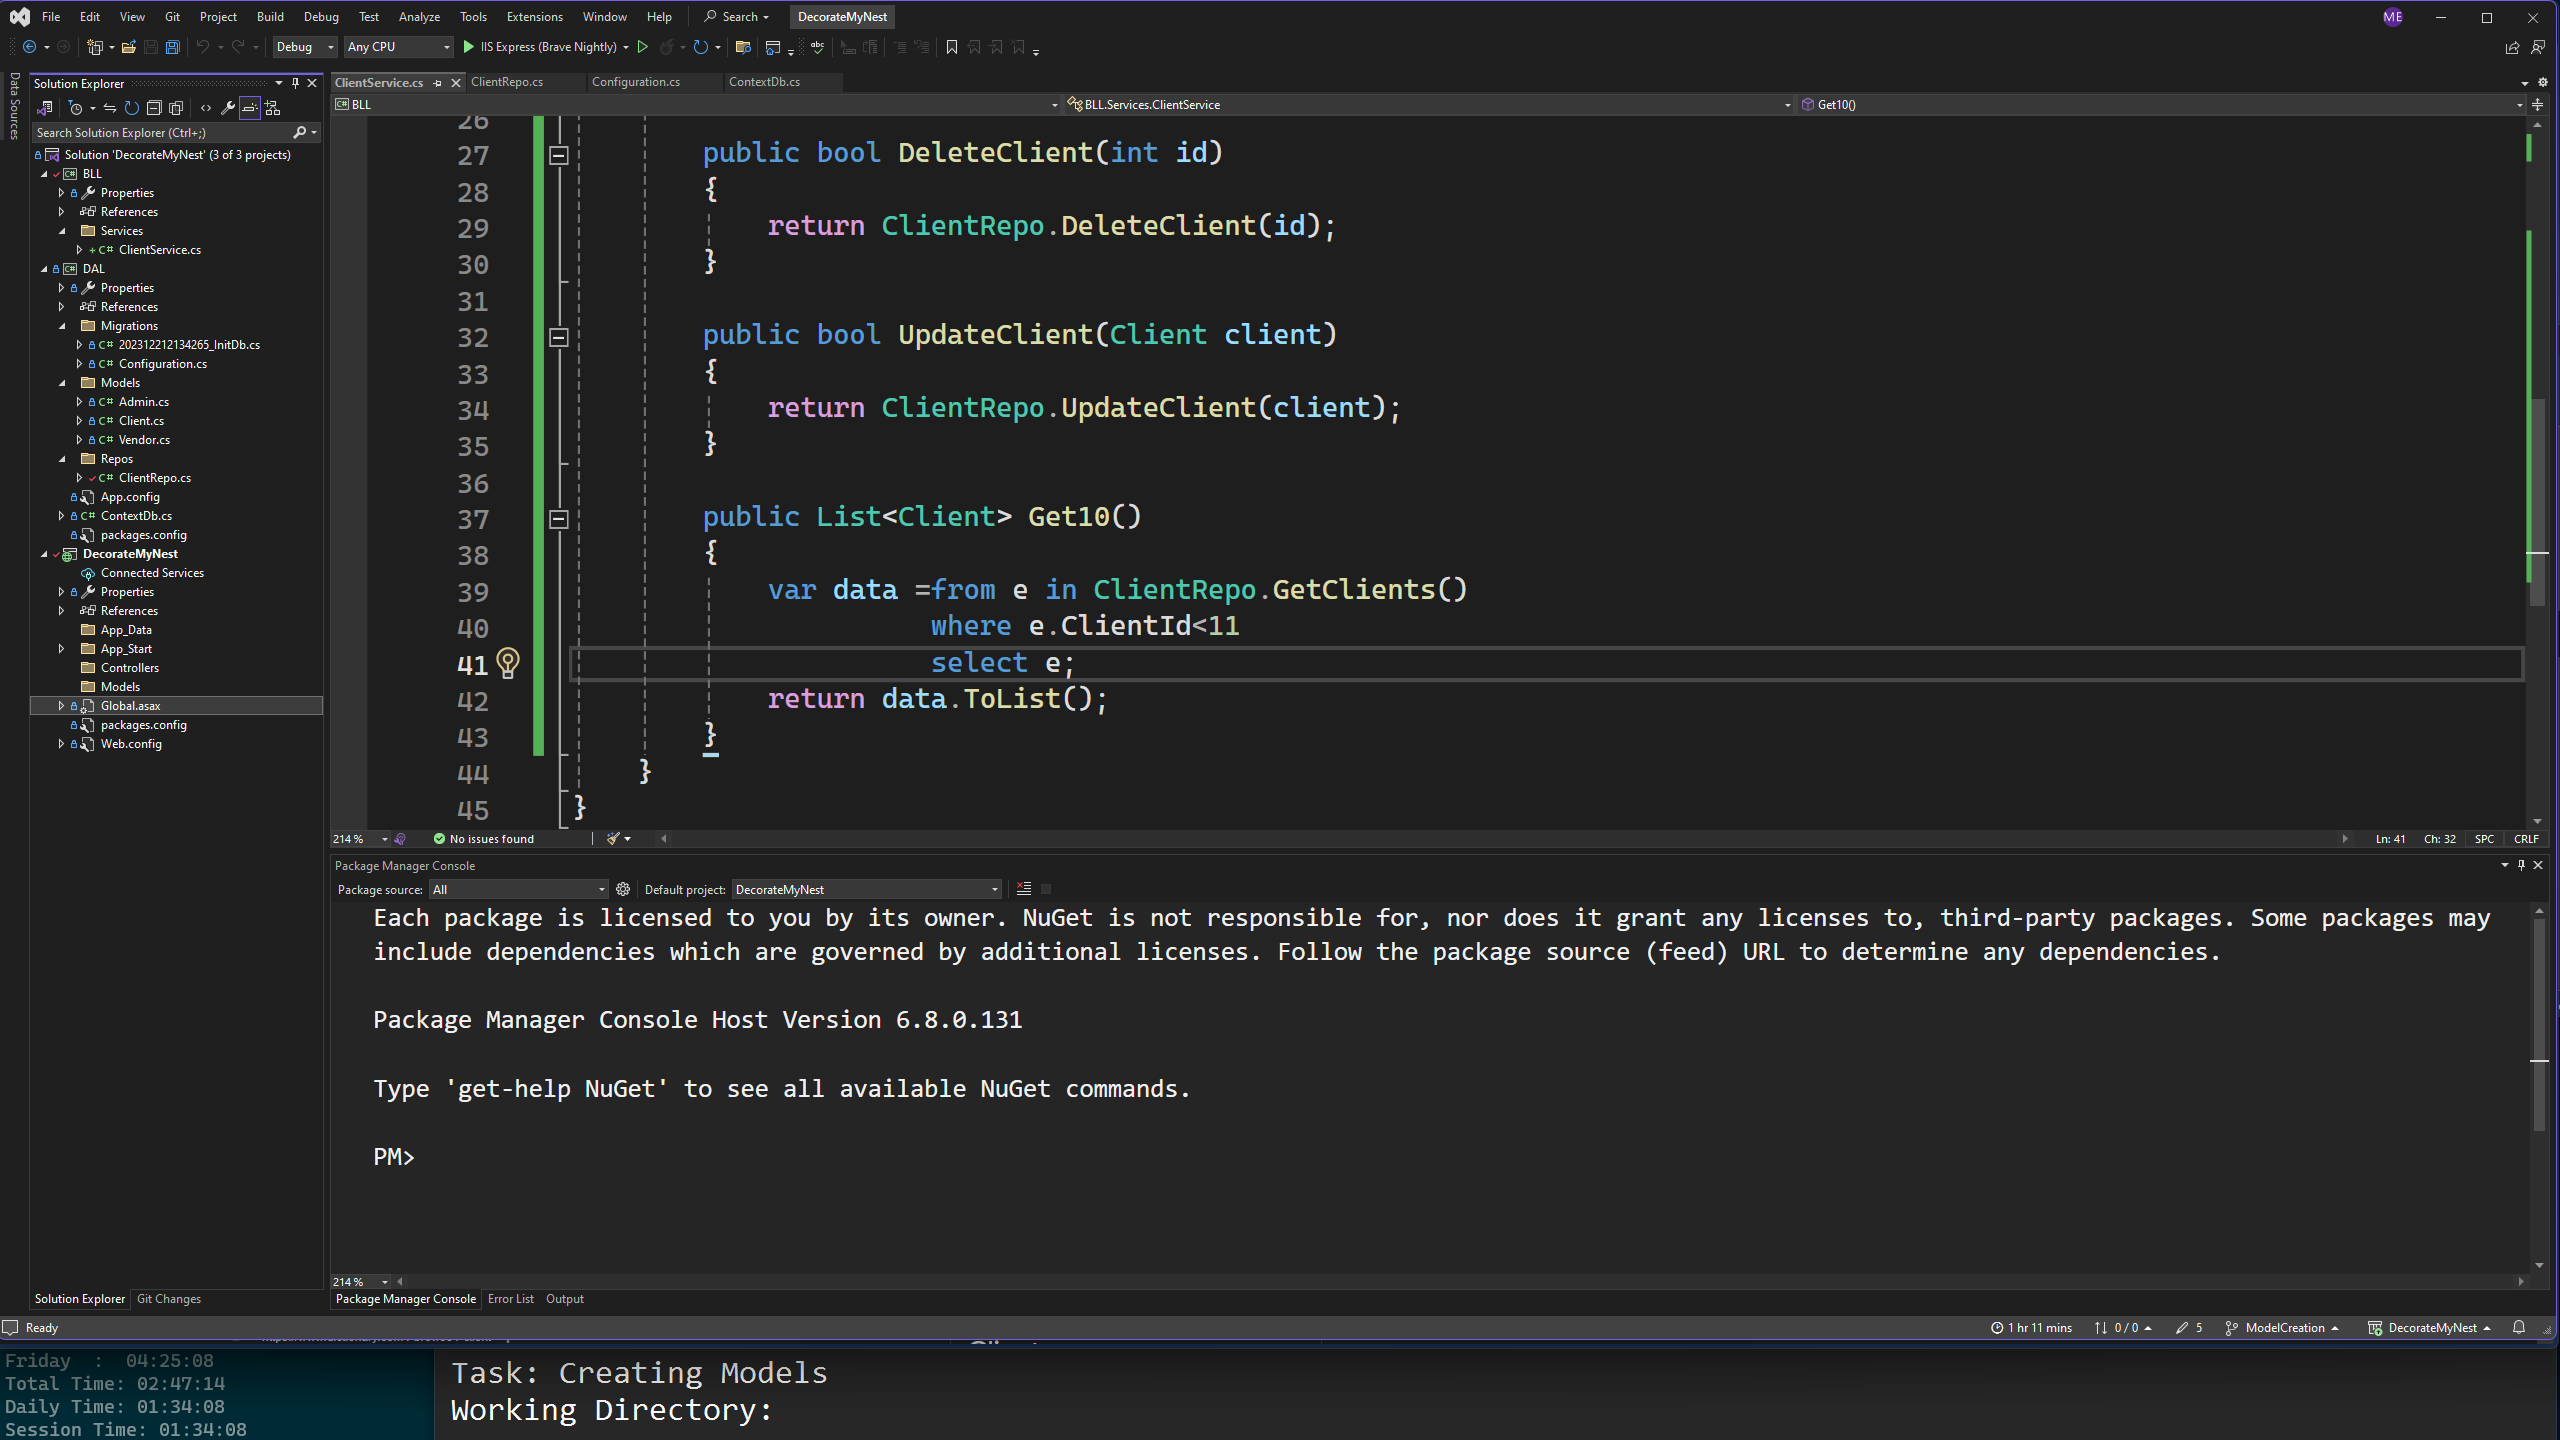 File Edit View Git Project Build Debug Test Analyze Tools Extensions Window Help Search DecorateMyNest ME
Debug Any CPU IIS Express (Brave Nightly)
Data Sources
Solution Explorer
Search Solution Explorer (Ctrl+;)
Solution 'DecorateMyNest' (3 of 3 projects)
BLL
Properties
References
Services
C# ClientService.cs
DAL
Properties
References
Migrations
C# 202312212134265_InitDb.cs
C# Configuration.cs
Models
C# Admin.cs
C# Client.cs
C# Vendor.cs
Repos
C# ClientRepo.cs
App.config
C# ContextDb.cs
packages.config
DecorateMyNest
Connected Services
Properties
References
App_Data
App_Start
Controllers
Models
Global.asax
packages.config
Web.config
Solution Explorer Git Changes
ClientService.cs ClientRepo.cs Configuration.cs ContextDb.cs
BLL BLL.Services.ClientService Get10()
26
27 public bool DeleteClient(int id)
28 {
29 return ClientRepo.DeleteClient(id);
30 }
31
32 public bool UpdateClient(Client client)
33 {
34 return ClientRepo.UpdateClient(client);
35 }
36
37 public List<Client> Get10()
38 {
39 var data =from e in ClientRepo.GetClients()
40 where e.ClientId<11
41 select e;
42 return data.ToList();
43 }
44 }
45 }
214 % No issues found Ln: 41 Ch: 32 SPC CRLF
Package Manager Console
Package source: All Default project: DecorateMyNest
Each package is licensed to you by its owner. NuGet is not responsible for, nor does it grant any licenses to, third-party packages. Some packages may
include dependencies which are governed by additional licenses. Follow the package source (feed) URL to determine any dependencies.
Package Manager Console Host Version 6.8.0.131
Type 'get-help NuGet' to see all available NuGet commands.
PM>
214 %
Package Manager Console Error List Output
Ready 1 hr 11 mins 0 / 0 5 ModelCreation DecorateMyNest
Friday : 04:25:08
Total Time: 02:47:14
Daily Time: 01:34:08
Session Time: 01:34:08
Task: Creating Models
Working Directory: